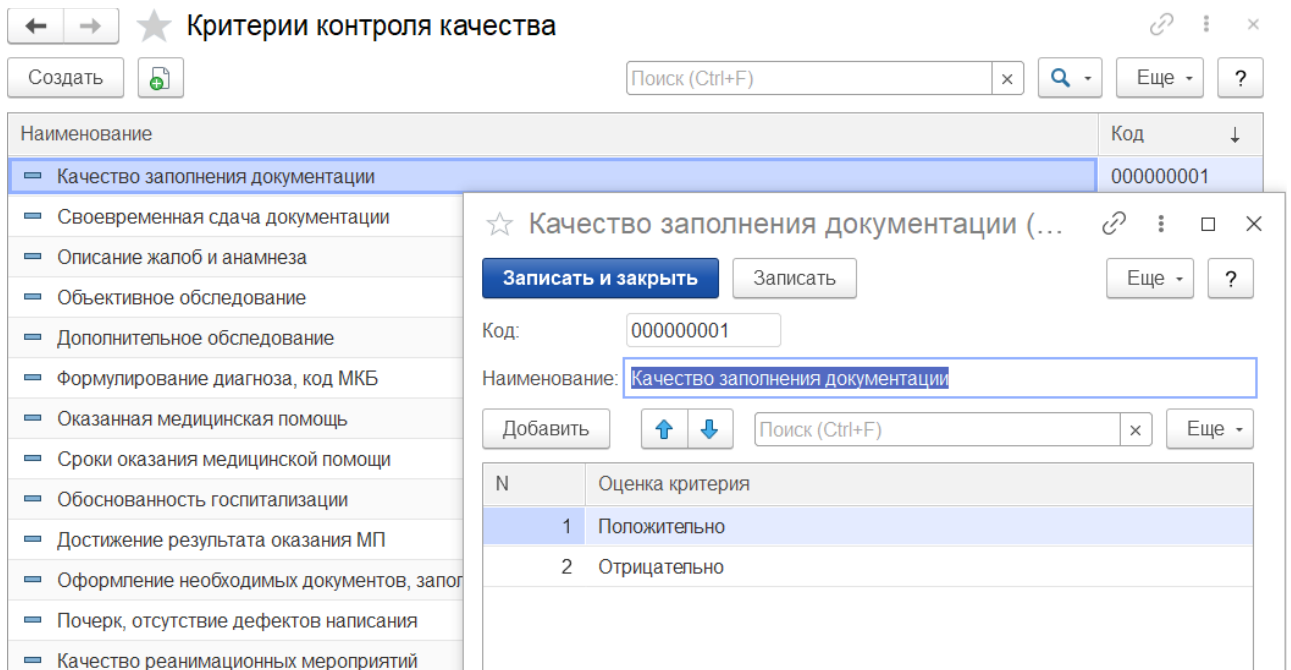 Критерии контроля качества
Создать
Поиск (Ctrl+F)
Еще
?
Наименование
Код
Качество заполнения документации
000000001
Своевременная сдача документации
Описание жалоб и анамнеза
Объективное обследование
Дополнительное обследование
Формулирование диагноза, код МКБ
Оказанная медицинская помощь
Сроки оказания медицинской помощи
Обоснованность госпитализации
Достижение результата оказания МП
Оформление необходимых документов, запол
Почерк, отсутствие дефектов написания
Качество реанимационных мероприятий
Качество заполнения документации (...
Записать и закрыть
Записать
Еще
?
Код:
000000001
Наименование:
Качество заполнения документации
Добавить
Поиск (Ctrl+F)
Еще
N
Оценка критерия
1
Положительно
2
Отрицательно